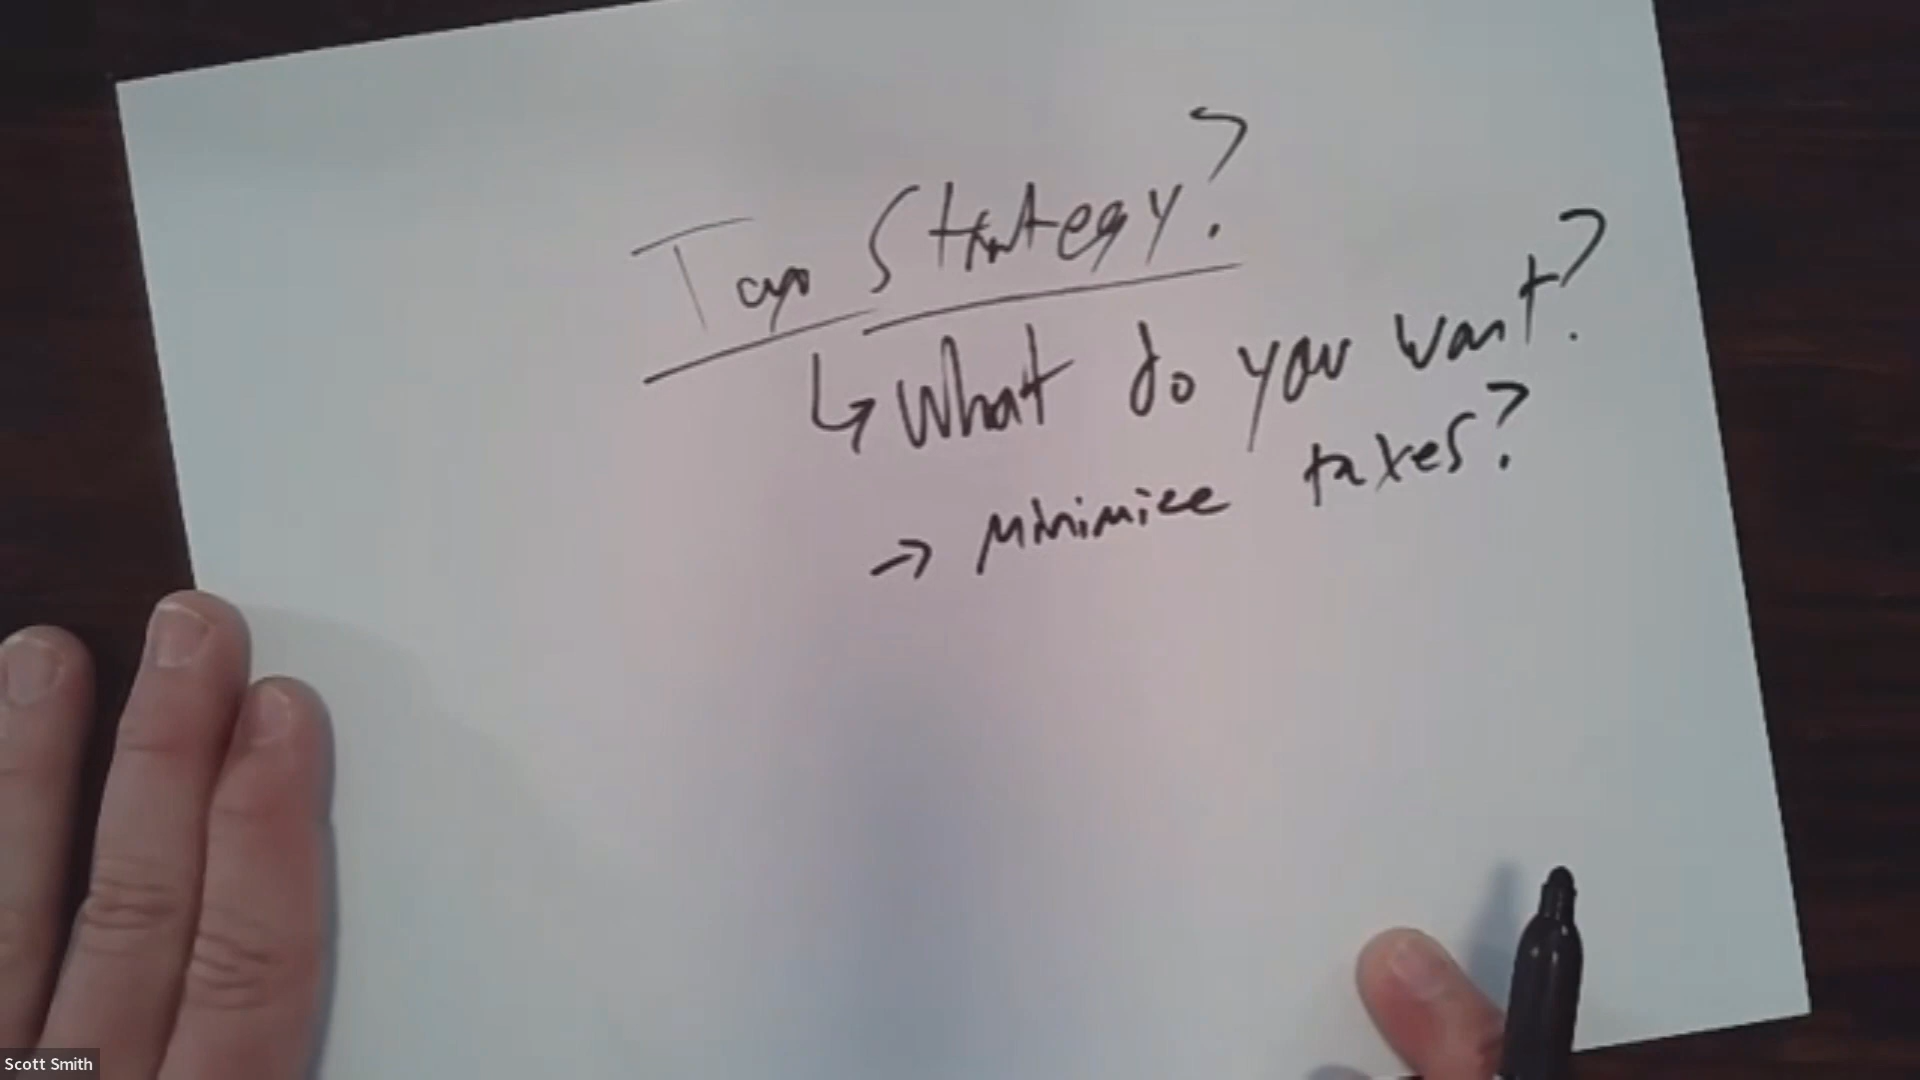 Tax Strategy?
↳ What do you want?
→ Minimize taxes?
Scott Smith